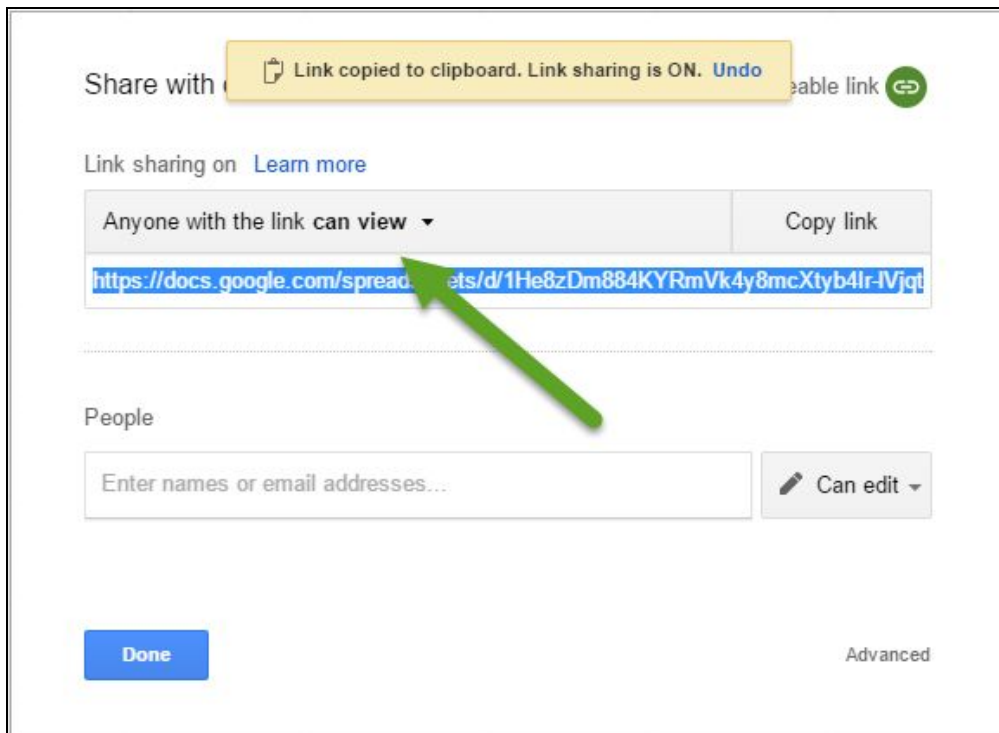 Link copied to clipboard. Link sharing is ON. Undo
Share with eable link
Link sharing on Learn more
Anyone with the link can view Copy link
https://docs.google.com/spread ets/d/1He8zDm884KYRmVk4y8mcXtyb4Ir-IVjqt
People
Enter names or email addresses... Can edit
Done Advanced